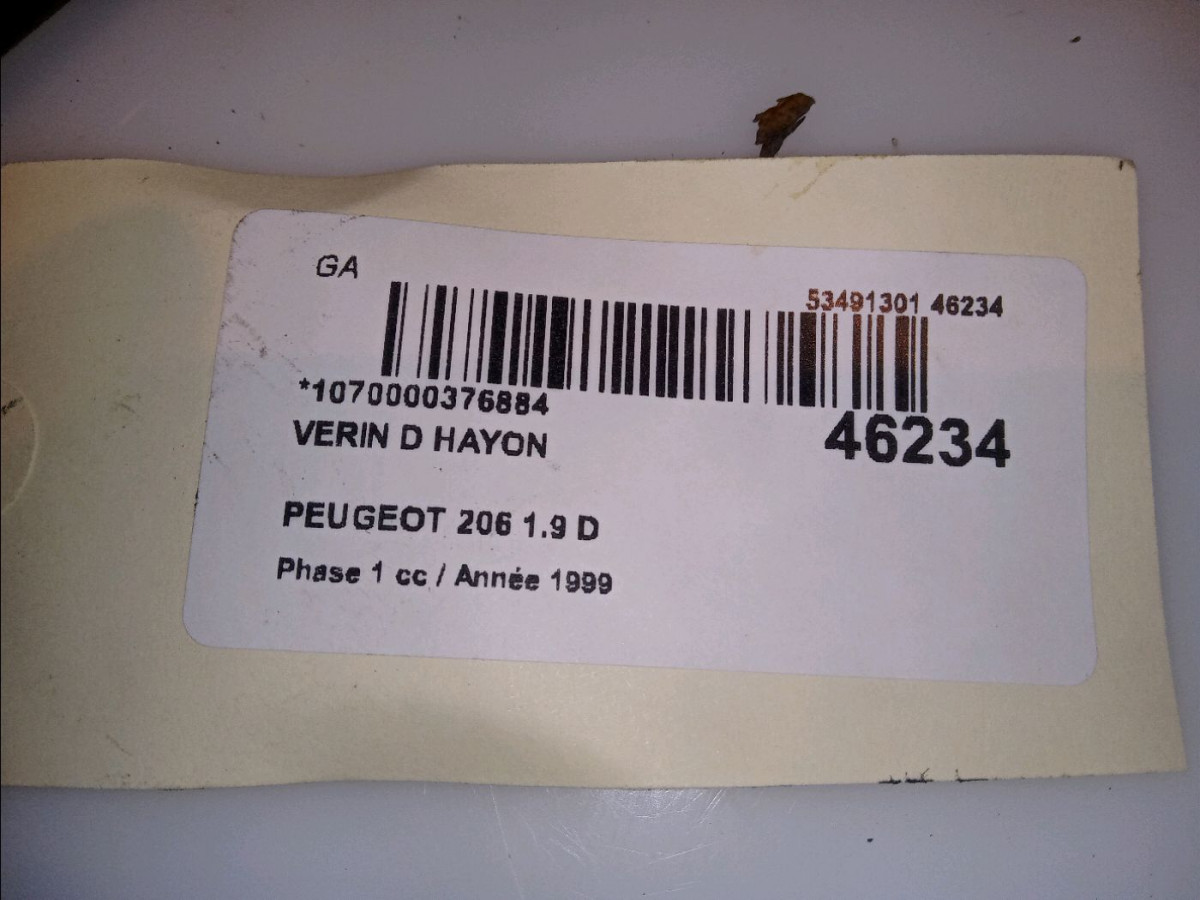 GA
53491301 46234
*1070000376884
46234
VERIN D HAYON
PEUGEOT 206 1.9 D
Phase 1 cc / Année 1999